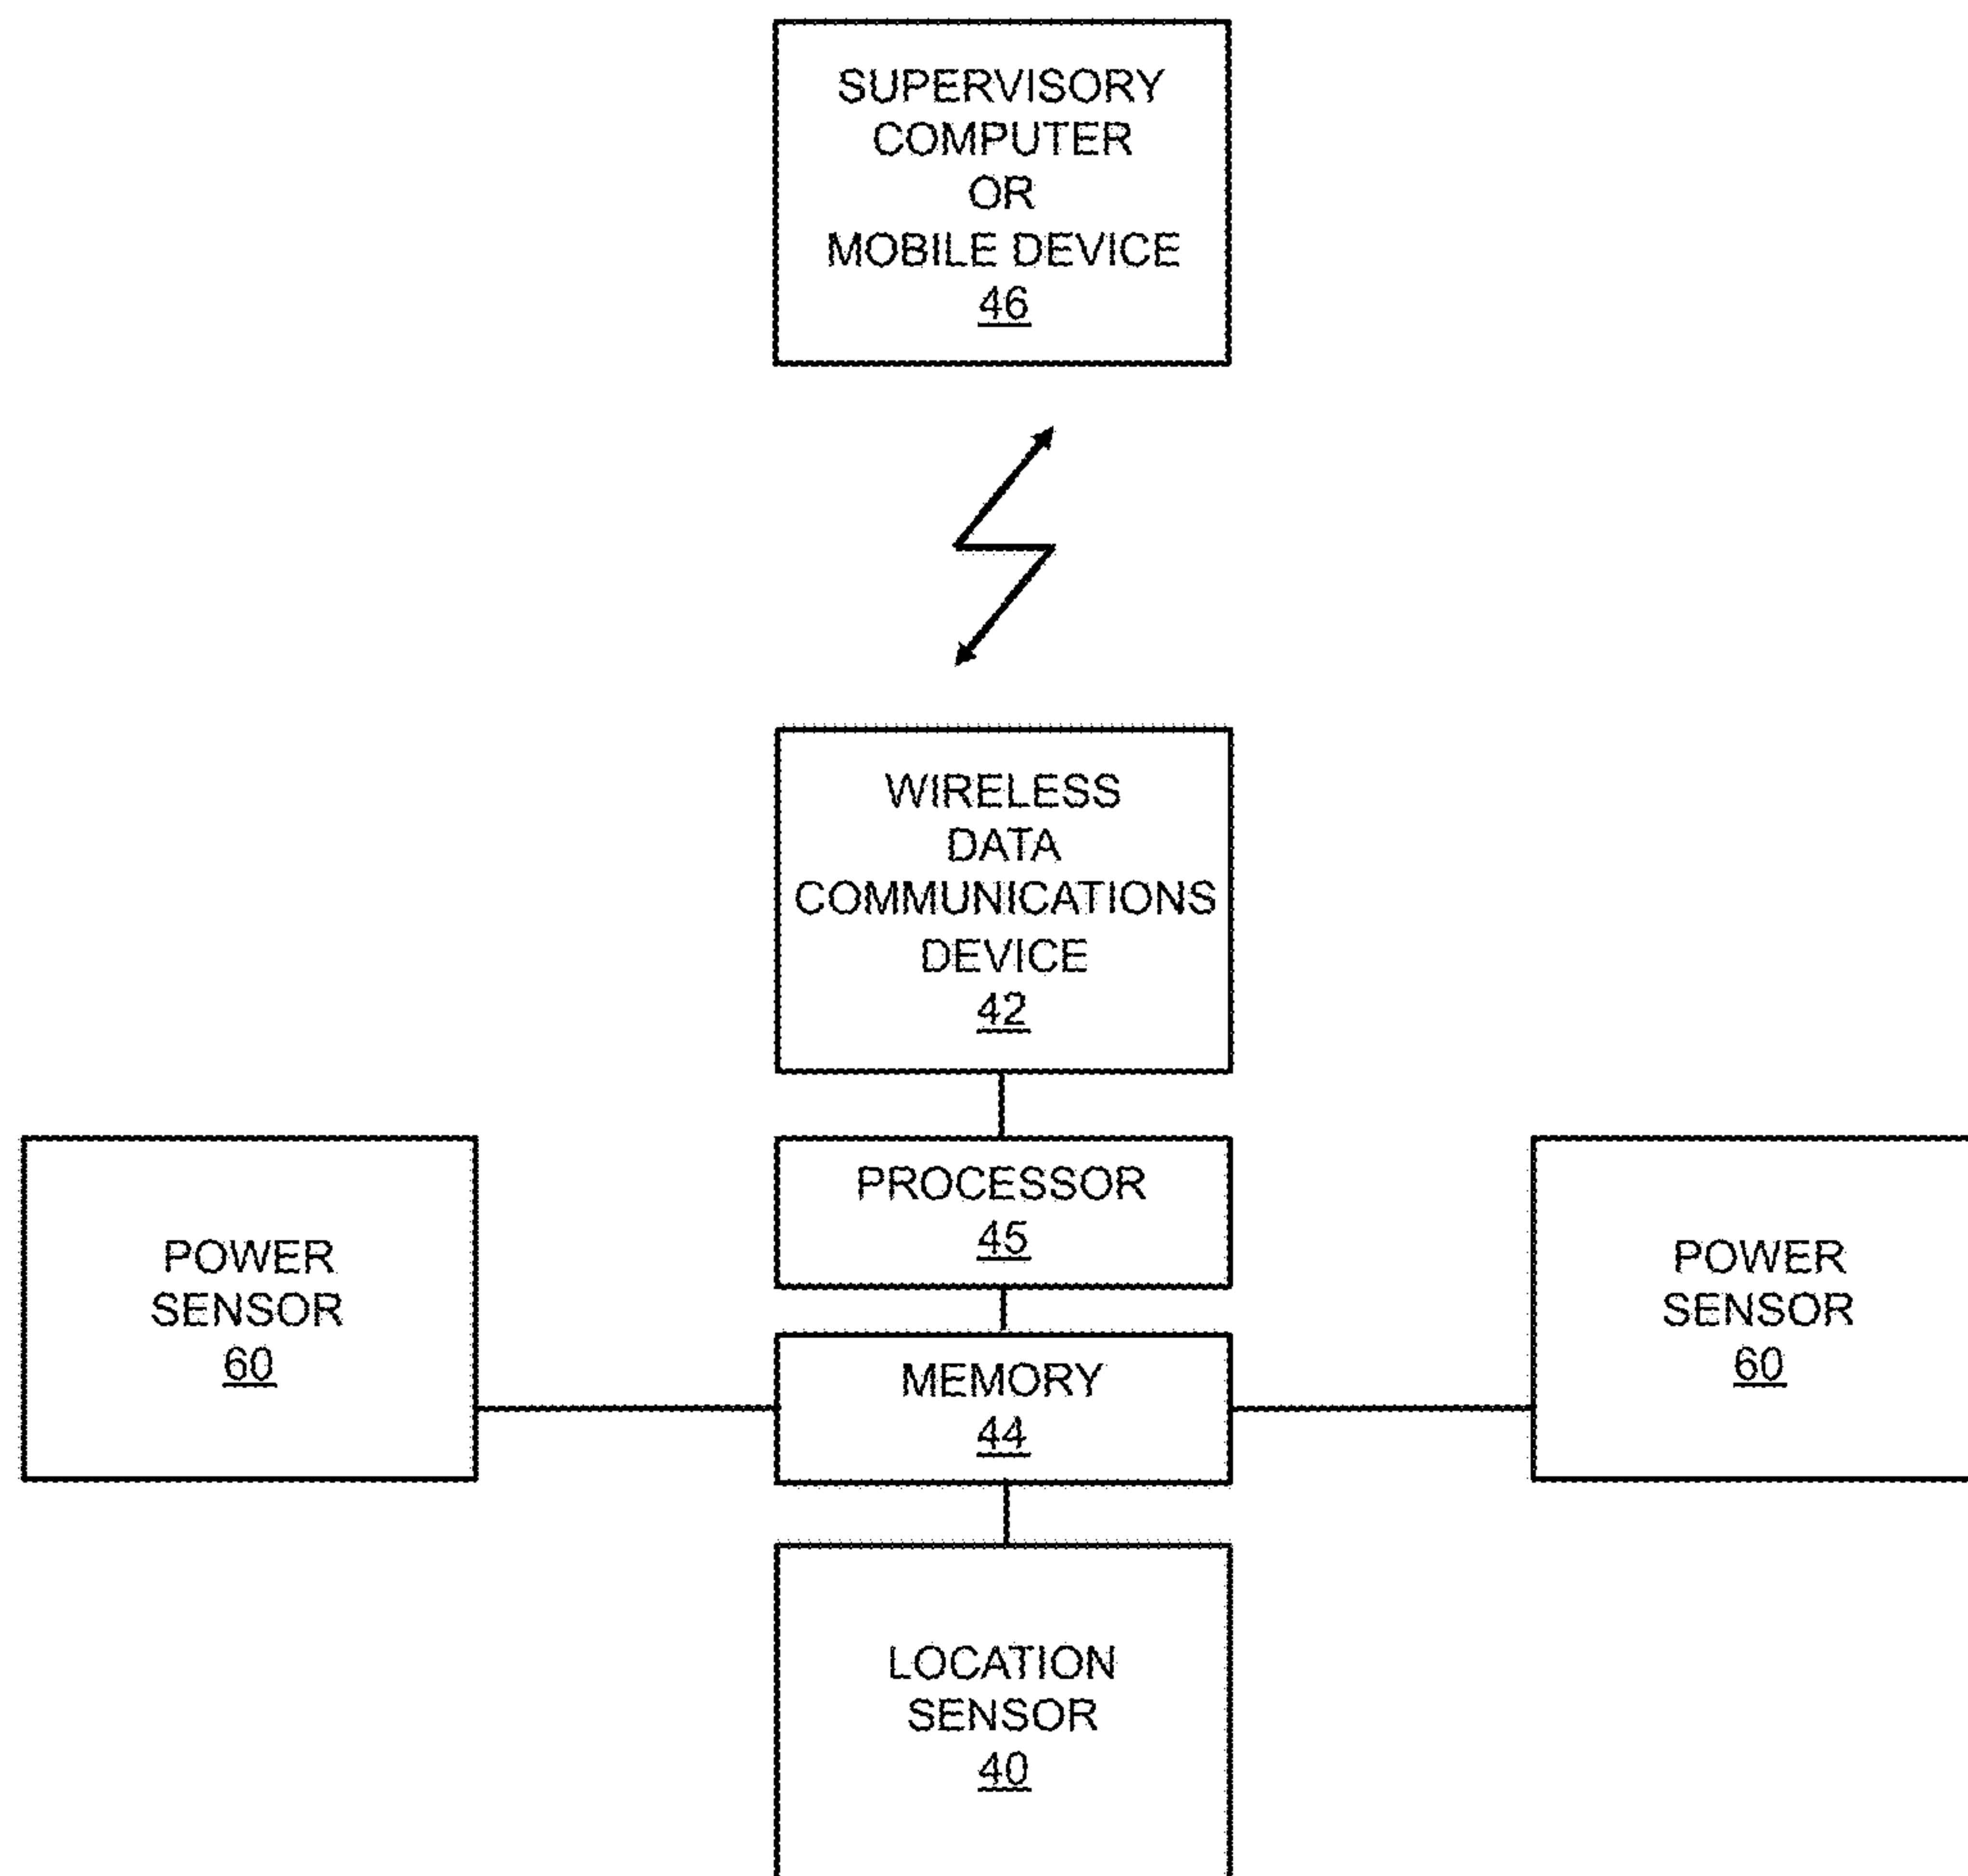 SUPERVISORY
COMPUTER
OR
MOBILE DEVICE
46
WIRELESS
DATA
COMMUNICATIONS
DEVICE
42
PROCESSOR
45
POWER
SENSOR
60
MEMORY
44
POWER
SENSOR
60
LOCATION
SENSOR
40